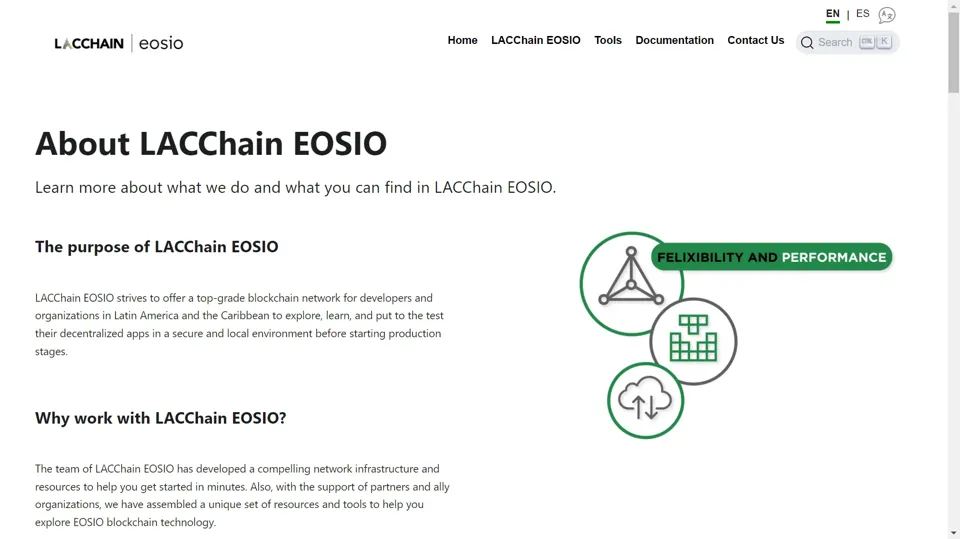 EN | ES
LACCHAIN | eosio
Home LACChain EOSIO Tools Documentation Contact Us Search CTRL K
About LACChain EOSIO
Learn more about what we do and what you can find in LACChain EOSIO.
The purpose of LACChain EOSIO
FELIXIBILITY AND PERFORMANCE
LACChain EOSIO strives to offer a top-grade blockchain network for developers and
organizations in Latin America and the Caribbean to explore, learn, and put to the test
their decentralized apps in a secure and local environment before starting production
stages.
Why work with LACChain EOSIO?
The team of LACChain EOSIO has developed a compelling network infrastructure and
resources to help you get started in minutes. Also, with the support of partners and ally
organizations, we have assembled a unique set of resources and tools to help you
explore EOSIO blockchain technology.